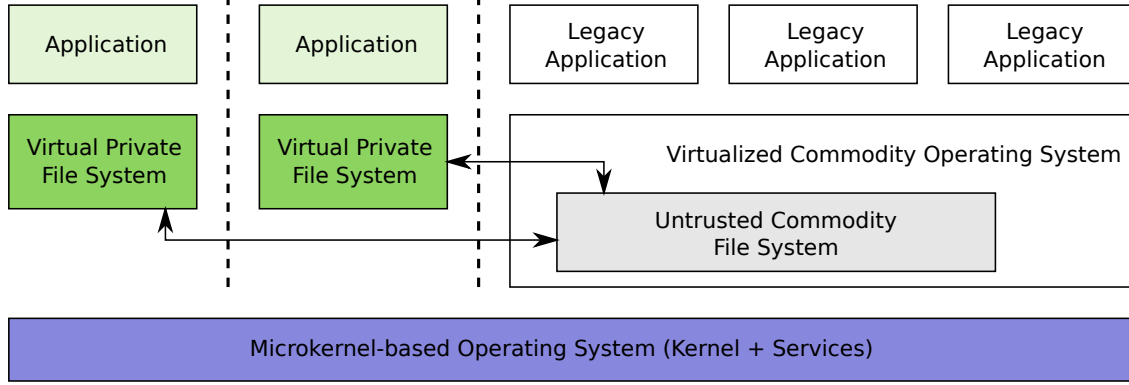 Application
Application
Legacy
Application
Legacy
Application
Legacy
Application
Virtual Private
File System
Virtual Private
File System
Virtualized Commodity Operating System
Untrusted Commodity
File System
Microkernel-based Operating System (Kernel + Services)